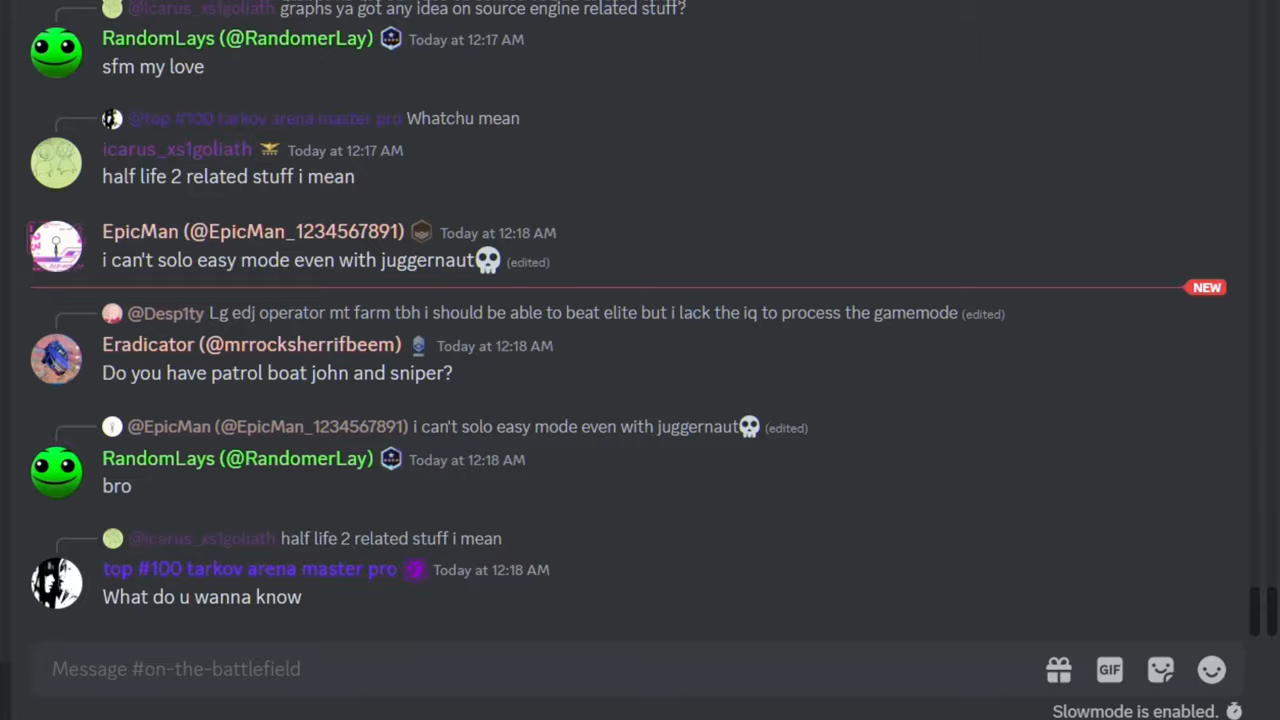 @icarus_xs1goliath graphs ya got any idea on source engine related stuff?
RandomLays (@RandomerLay) Today at 12:17 AM
sfm my love
@top #100 tarkov arena master pro Whatchu mean
icarus_xs1goliath Today at 12:17 AM
half life 2 related stuff i mean
EpicMan (@EpicMan_1234567891) Today at 12:18 AM
i can't solo easy mode even with juggernaut💀 (edited)
NEW
@Desp1ty Lg edj operator mt farm tbh i should be able to beat elite but i lack the iq to process the gamemode (edited)
Eradicator (@mrrocksherrifbeem) Today at 12:18 AM
Do you have patrol boat john and sniper?
@EpicMan (@EpicMan_1234567891) i can't solo easy mode even with juggernaut💀 (edited)
RandomLays (@RandomerLay) Today at 12:18 AM
bro
@icarus_xs1goliath half life 2 related stuff i mean
top #100 tarkov arena master pro Today at 12:18 AM
What do u wanna know
Message #on-the-battlefield
GIF
Slowmode is enabled.